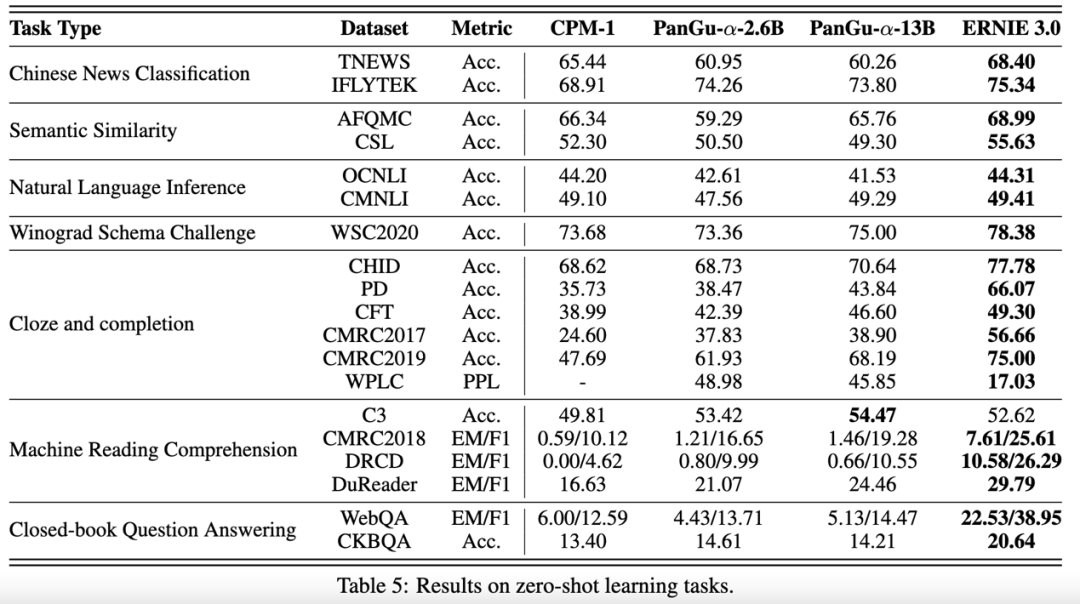 Task Type Dataset Metric CPM-1 PanGu-α-2.6B PanGu-α-13B ERNIE 3.0
Chinese News Classification TNEWS Acc. 65.44 60.95 60.26 68.40
IFLYTEK Acc. 68.91 74.26 73.80 75.34
Semantic Similarity AFQMC Acc. 66.34 59.29 65.76 68.99
CSL Acc. 52.30 50.50 49.30 55.63
Natural Language Inference OCNLI Acc. 44.20 42.61 41.53 44.31
CMNLI Acc. 49.10 47.56 49.29 49.41
Winograd Schema Challenge WSC2020 Acc. 73.68 73.36 75.00 78.38
Cloze and completion CHID Acc. 68.62 68.73 70.64 77.78
PD Acc. 35.73 38.47 43.84 66.07
CFT Acc. 38.99 42.39 46.60 49.30
CMRC2017 Acc. 24.60 37.83 38.90 56.66
CMRC2019 Acc. 47.69 61.93 68.19 75.00
WPLC PPL - 48.98 45.85 17.03
Machine Reading Comprehension C3 Acc. 49.81 53.42 54.47 52.62
CMRC2018 EM/F1 0.59/10.12 1.21/16.65 1.46/19.28 7.61/25.61
DRCD EM/F1 0.00/4.62 0.80/9.99 0.66/10.55 10.58/26.29
DuReader EM/F1 16.63 21.07 24.46 29.79
Closed-book Question Answering WebQA EM/F1 6.00/12.59 4.43/13.71 5.13/14.47 22.53/38.95
CKBQA Acc. 13.40 14.61 14.21 20.64
Table 5: Results on zero-shot learning tasks.